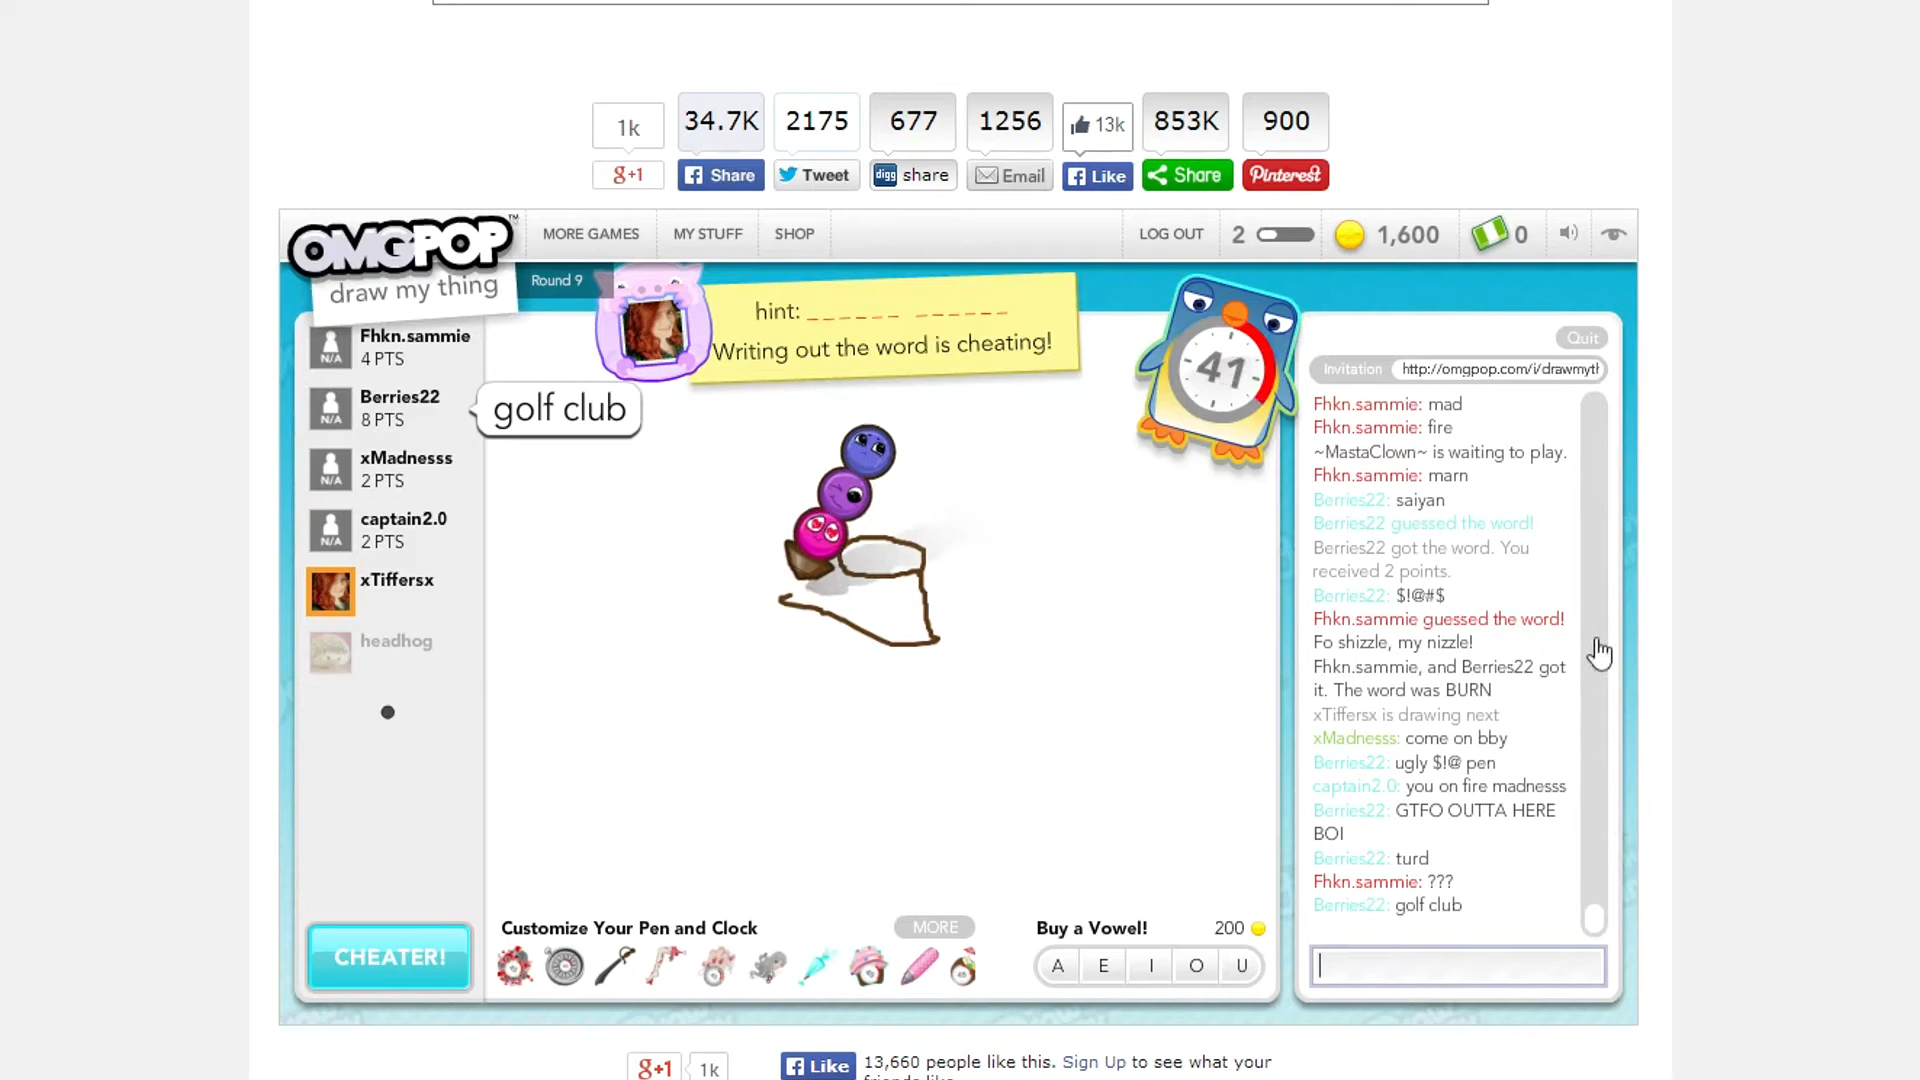 1k
34.7K
2175
677
1256
13k
853K
900
g+1
Share
Tweet
digg share
Email
Like
Share
Pinterest
OMGPOP™
draw my thing
MORE GAMES
MY STUFF
SHOP
LOG OUT
2
1,600
0
Round 9
hint: ______ ______
Writing out the word is cheating!
41
N/A
Fhkn.sammie
4 PTS
N/A
Berries22
8 PTS
golf club
N/A
xMadnesss
2 PTS
N/A
captain2.0
2 PTS
xTiffersx
headhog
CHEATER!
Customize Your Pen and Clock
MORE
Buy a Vowel!
200
A E I O U
Quit
Invitation http://omgpop.com/i/drawmyth
Fhkn.sammie: mad
Fhkn.sammie: fire
~MastaClown~ is waiting to play.
Fhkn.sammie: marn
Berries22: saiyan
Berries22 guessed the word!
Berries22 got the word. You
received 2 points.
Berries22: $!@#$
Fhkn.sammie guessed the word!
Fo shizzle, my nizzle!
Fhkn.sammie, and Berries22 got
it. The word was BURN
xTiffersx is drawing next
xMadnesss: come on bby
Berries22: ugly $!@ pen
captain2.0: you on fire madnesss
Berries22: GTFO OUTTA HERE
BOI
Berries22: turd
Fhkn.sammie: ???
Berries22: golf club
g+1
1k
Like
13,660 people like this. Sign Up to see what your